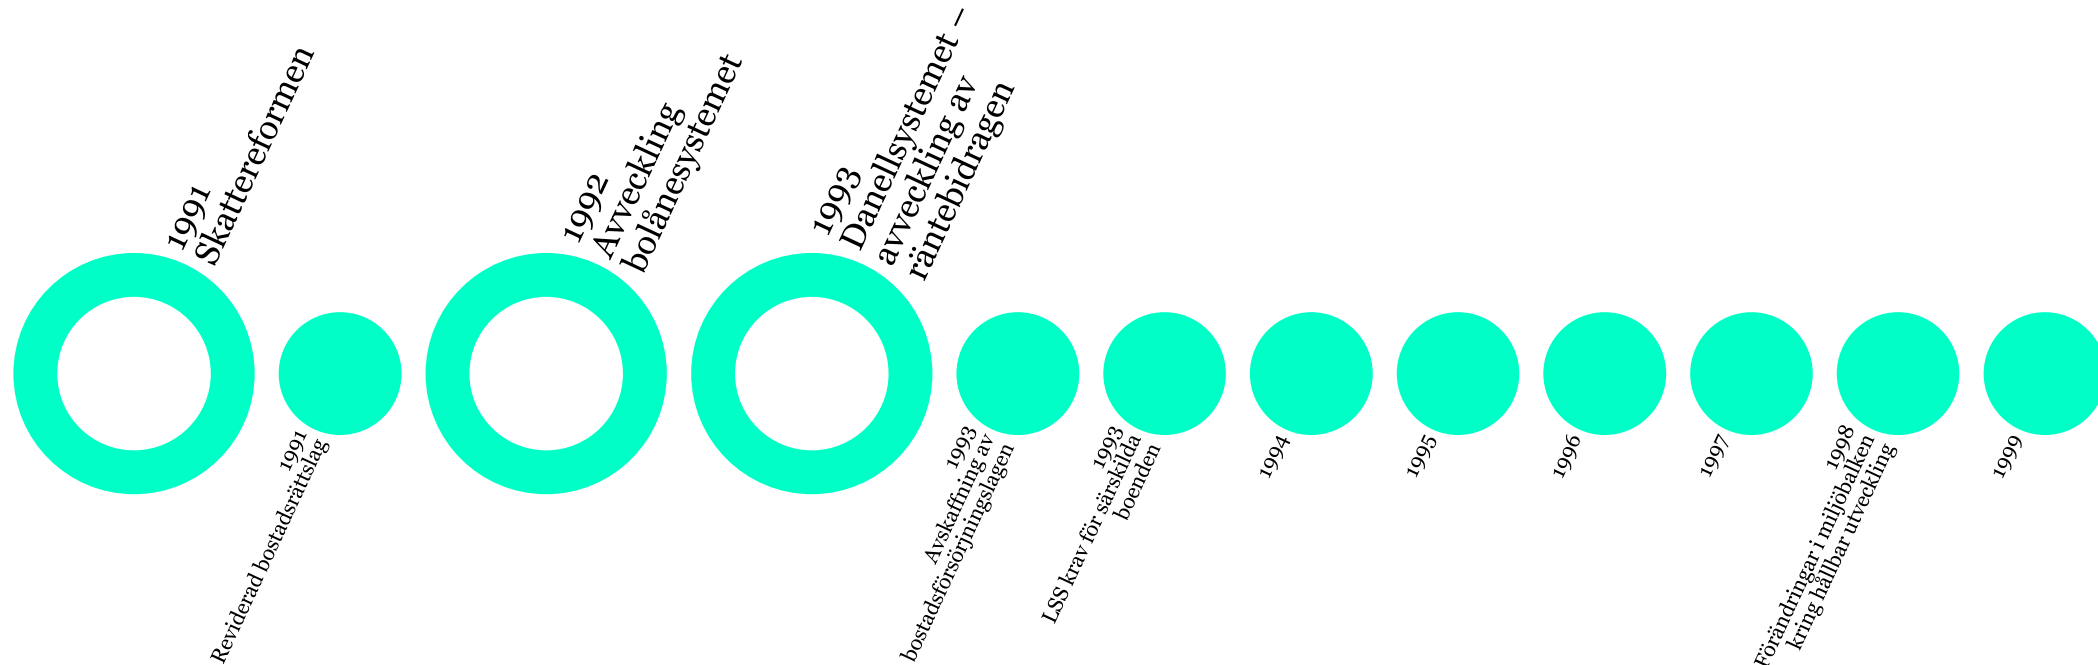 1991
Skattereformen
1991
Reviderad bostadsrättslag
1992
Avveckling
bolånesystemet
1993
Danellsystemet –
avveckling av
räntebidragen
1993
Avskaffning av
bostadsförsörjningslagen
1993
LSS krav för särskilda
boenden
1994
1995
1996
1997
1998
Förändringar i miljöbalken
kring hållbar utveckling
1999